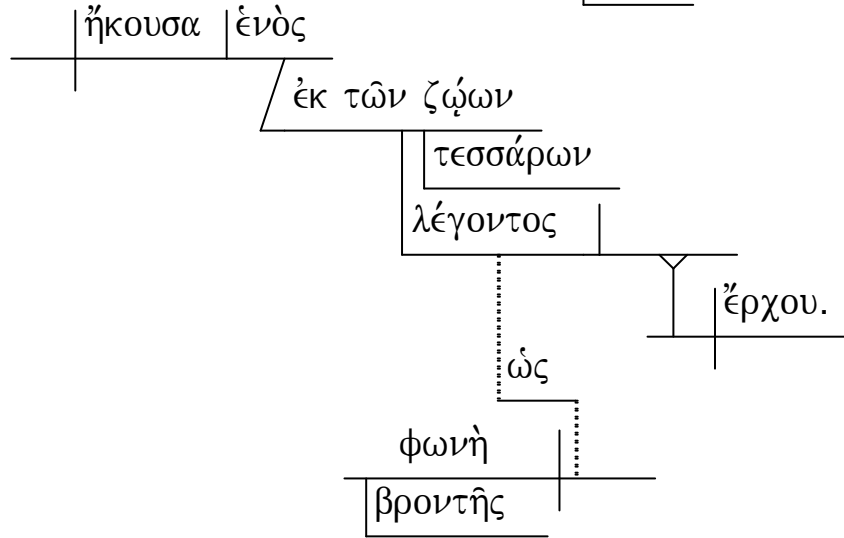 ἤκουσα ἑνὸς
ἐκ τῶν ζῴων
τεσσάρων
λέγοντος
ἔρχου.
ὡς
φωνὴ
βροντῆς